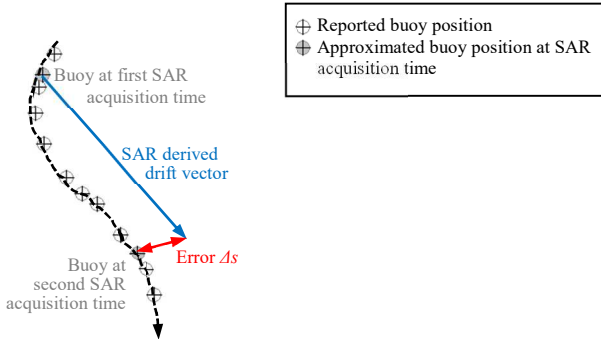 Reported buoy position
Approximated buoy position at SAR
acquisition time
Buoy at first SAR
acquisition time
SAR derived
drift vector
Error Δs
Buoy at
second SAR
acquisition time